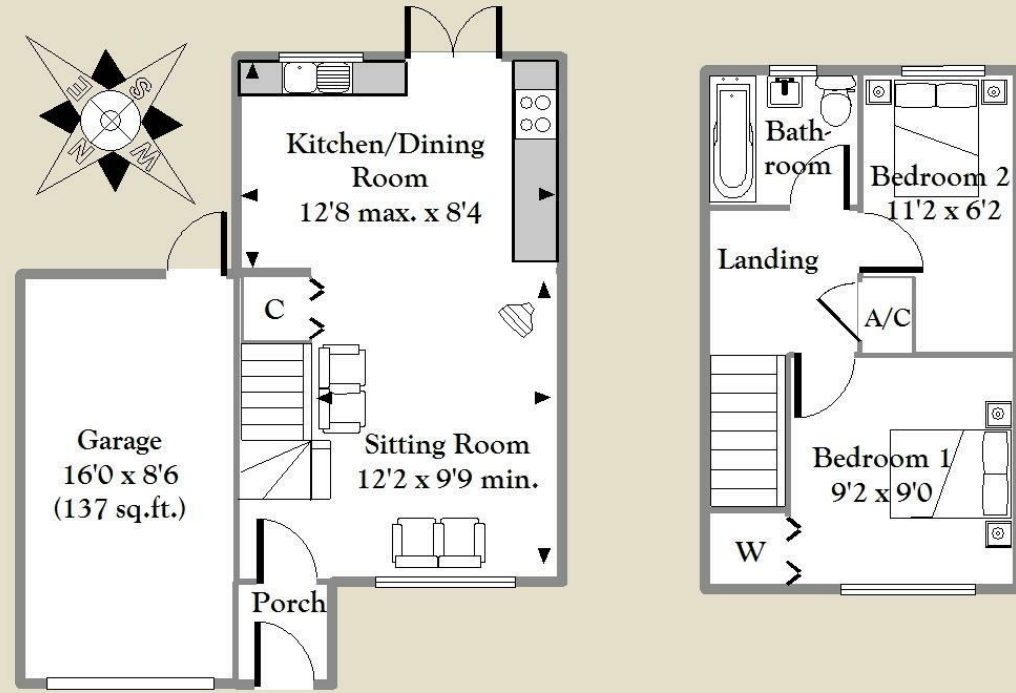 E
S
N
W
Kitchen/Dining
Room
12'8 max. x 8'4
C
Sitting Room
12'2 x 9'9 min.
Garage
16'0 x 8'6
(137 sq.ft.)
Porch
Bath-
room
Bedroom 2
11'2 x 6'2
Landing
A/C
Bedroom 1
9'2 x 9'0
W